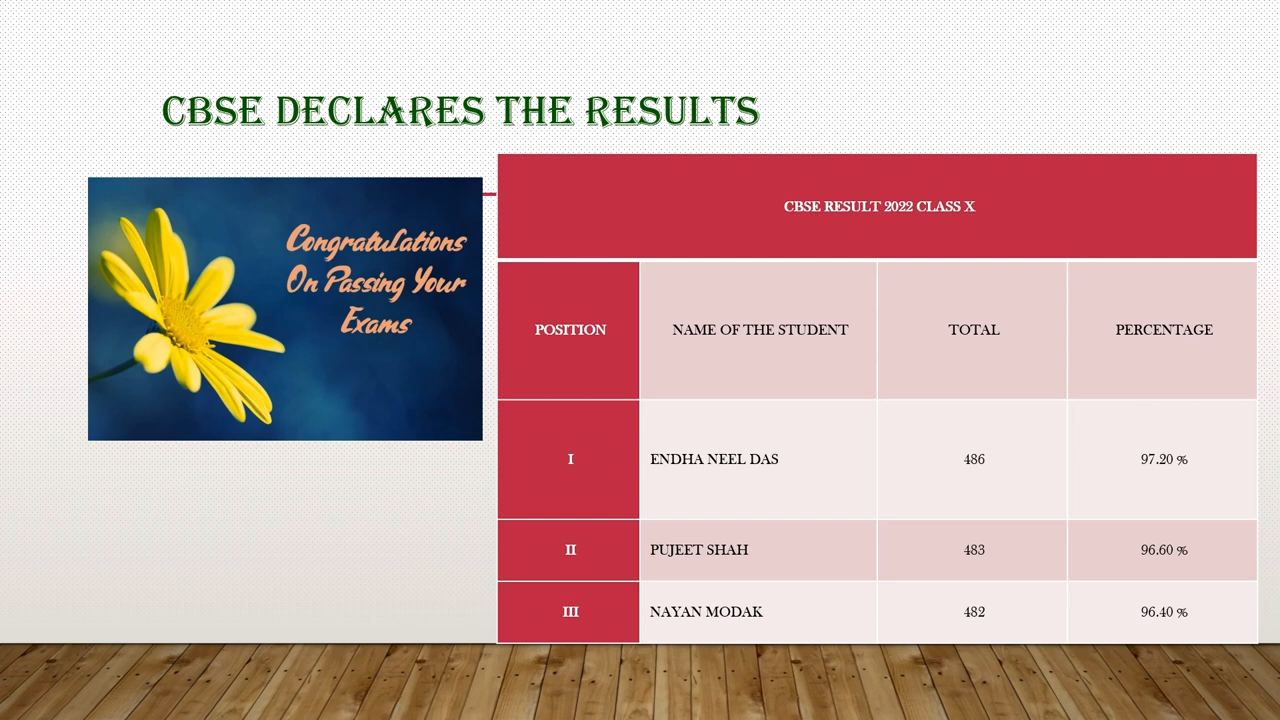 CBSE DECLARES THE RESULTS
Congratulations
On Passing Your
Exams
CBSE RESULT 2022 CLASS X
POSITION NAME OF THE STUDENT TOTAL PERCENTAGE
I ENDHA NEEL DAS 486 97.20 %
II PUJEET SHAH 483 96.60 %
III NAYAN MODAK 482 96.40 %